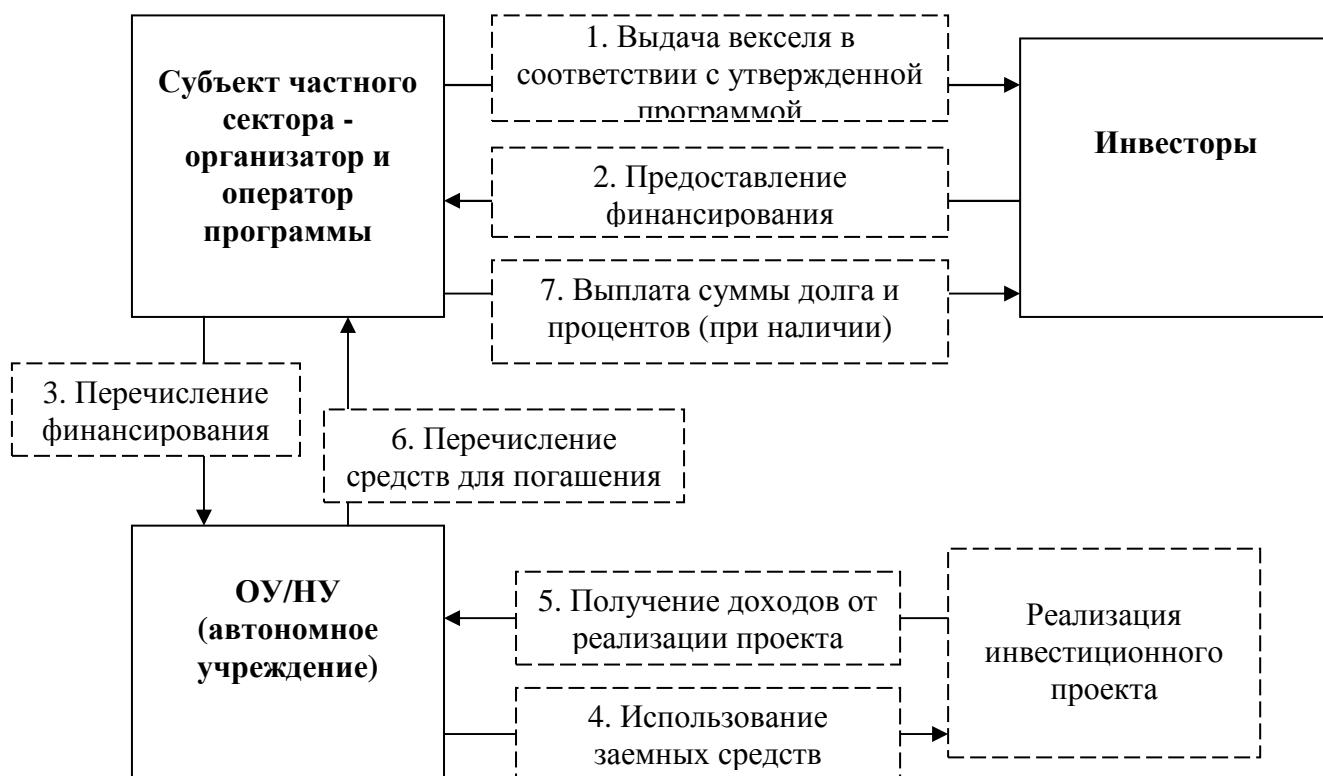 Субъект частного
сектора -
организатор и
оператор
программы
1. Выдача векселя в
соответствии с утвержденной
программой
2. Предоставление
финансирования
7. Выплата суммы долга и
процентов (при наличии)
Инвесторы
3. Перечисление
финансирования
6. Перечисление
средств для погашения
ОУ/НУ
(автономное
учреждение)
5. Получение доходов от
реализации проекта
4. Использование
заемных средств
Реализация
инвестиционного
проекта